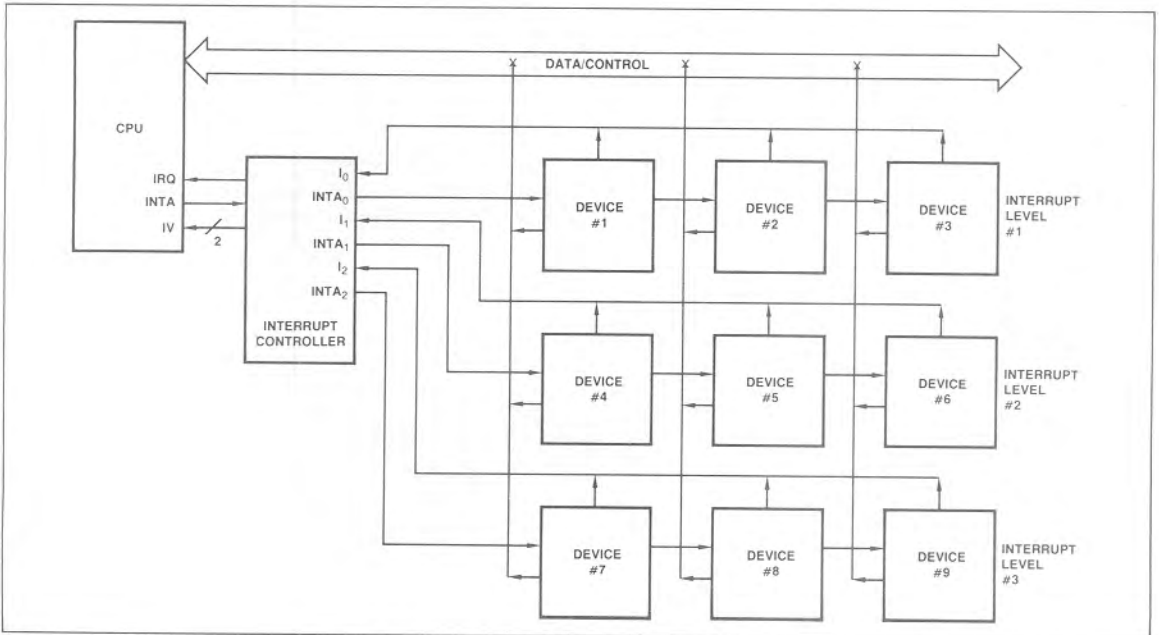 DATA/CONTROL
CPU
IRQ
INTA
IV
2
I0
INTA0
I1
INTA1
I2
INTA2
INTERRUPT
CONTROLLER
DEVICE
#1
DEVICE
#2
DEVICE
#3
INTERRUPT
LEVEL
#1
DEVICE
#4
DEVICE
#5
DEVICE
#6
INTERRUPT
LEVEL
#2
DEVICE
#7
DEVICE
#8
DEVICE
#9
INTERRUPT
LEVEL
#3